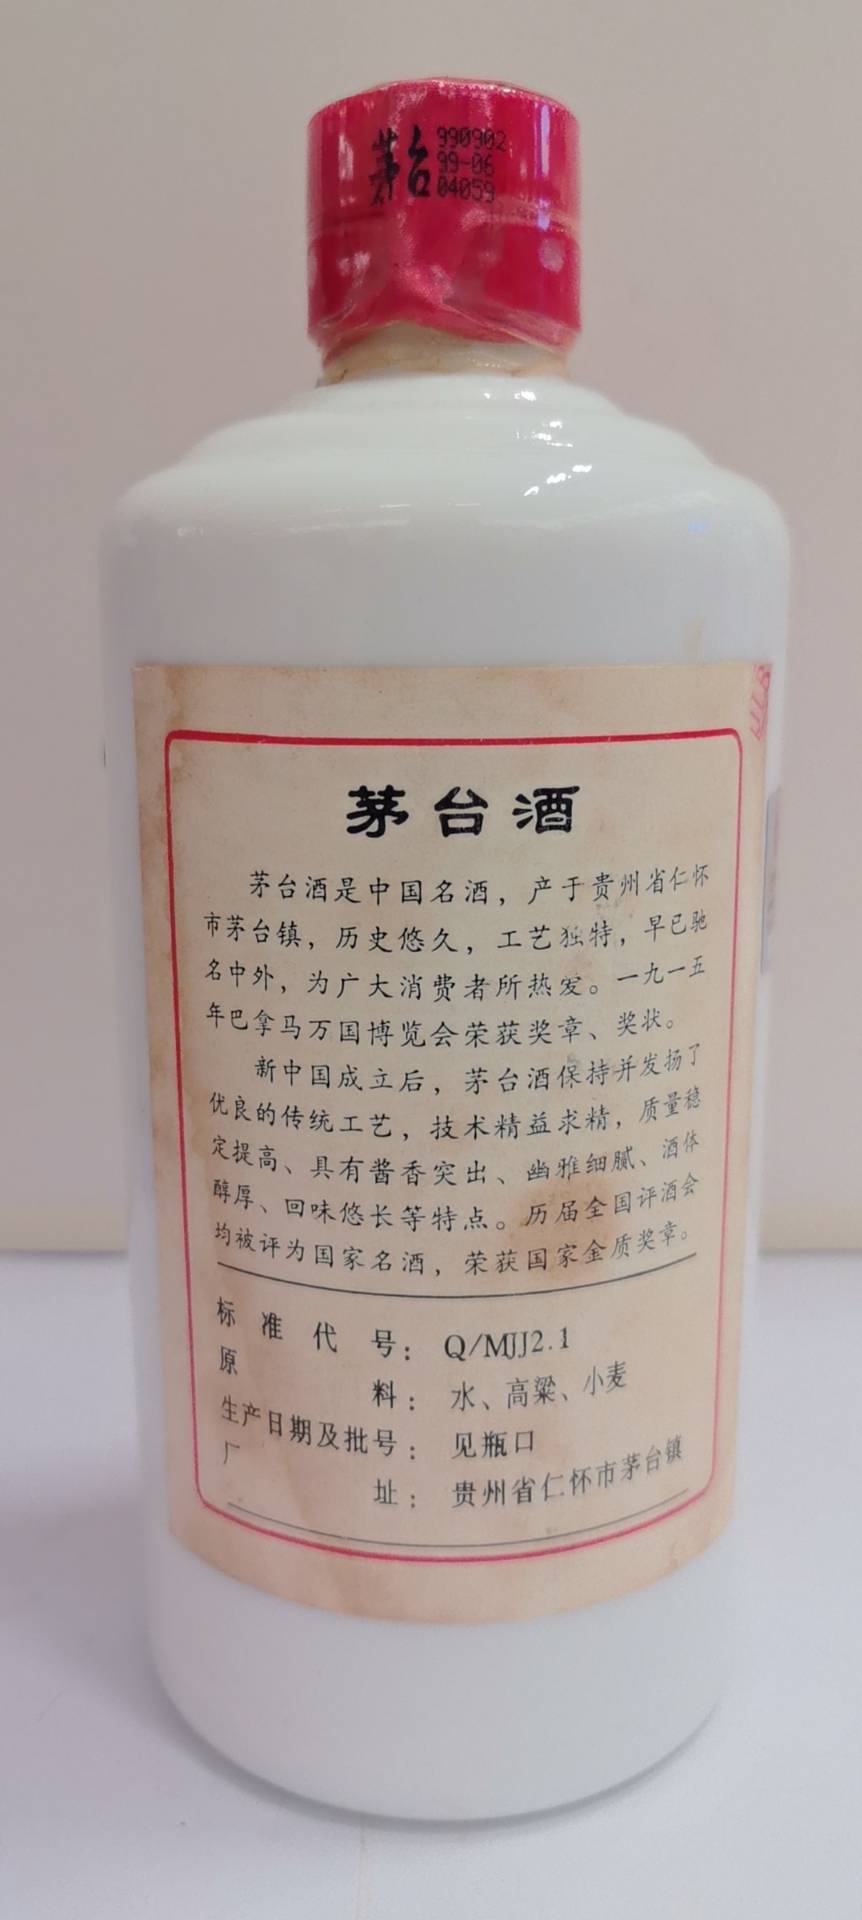 茅台
990902
99-06
04059
茅台酒
茅台酒是中国名酒，产于贵州省仁怀
市茅台镇，历史悠久，工艺独特，早已驰
名中外，为广大消费者所热爱。一九一五
年巴拿马万国博览会荣获奖章、奖状。
新中国成立后，茅台酒保持并发扬了
优良的传统工艺，技术精益求精，质量稳
定提高、具有酱香突出、幽雅细腻、酒体
醇厚、回味悠长等特点。历届全国评酒会
均被评为国家名酒，荣获国家金质奖章。
标准代号：Q/MJJ2.1
原料：水、高粱、小麦
生产日期及批号：见瓶口
厂址：贵州省仁怀市茅台镇